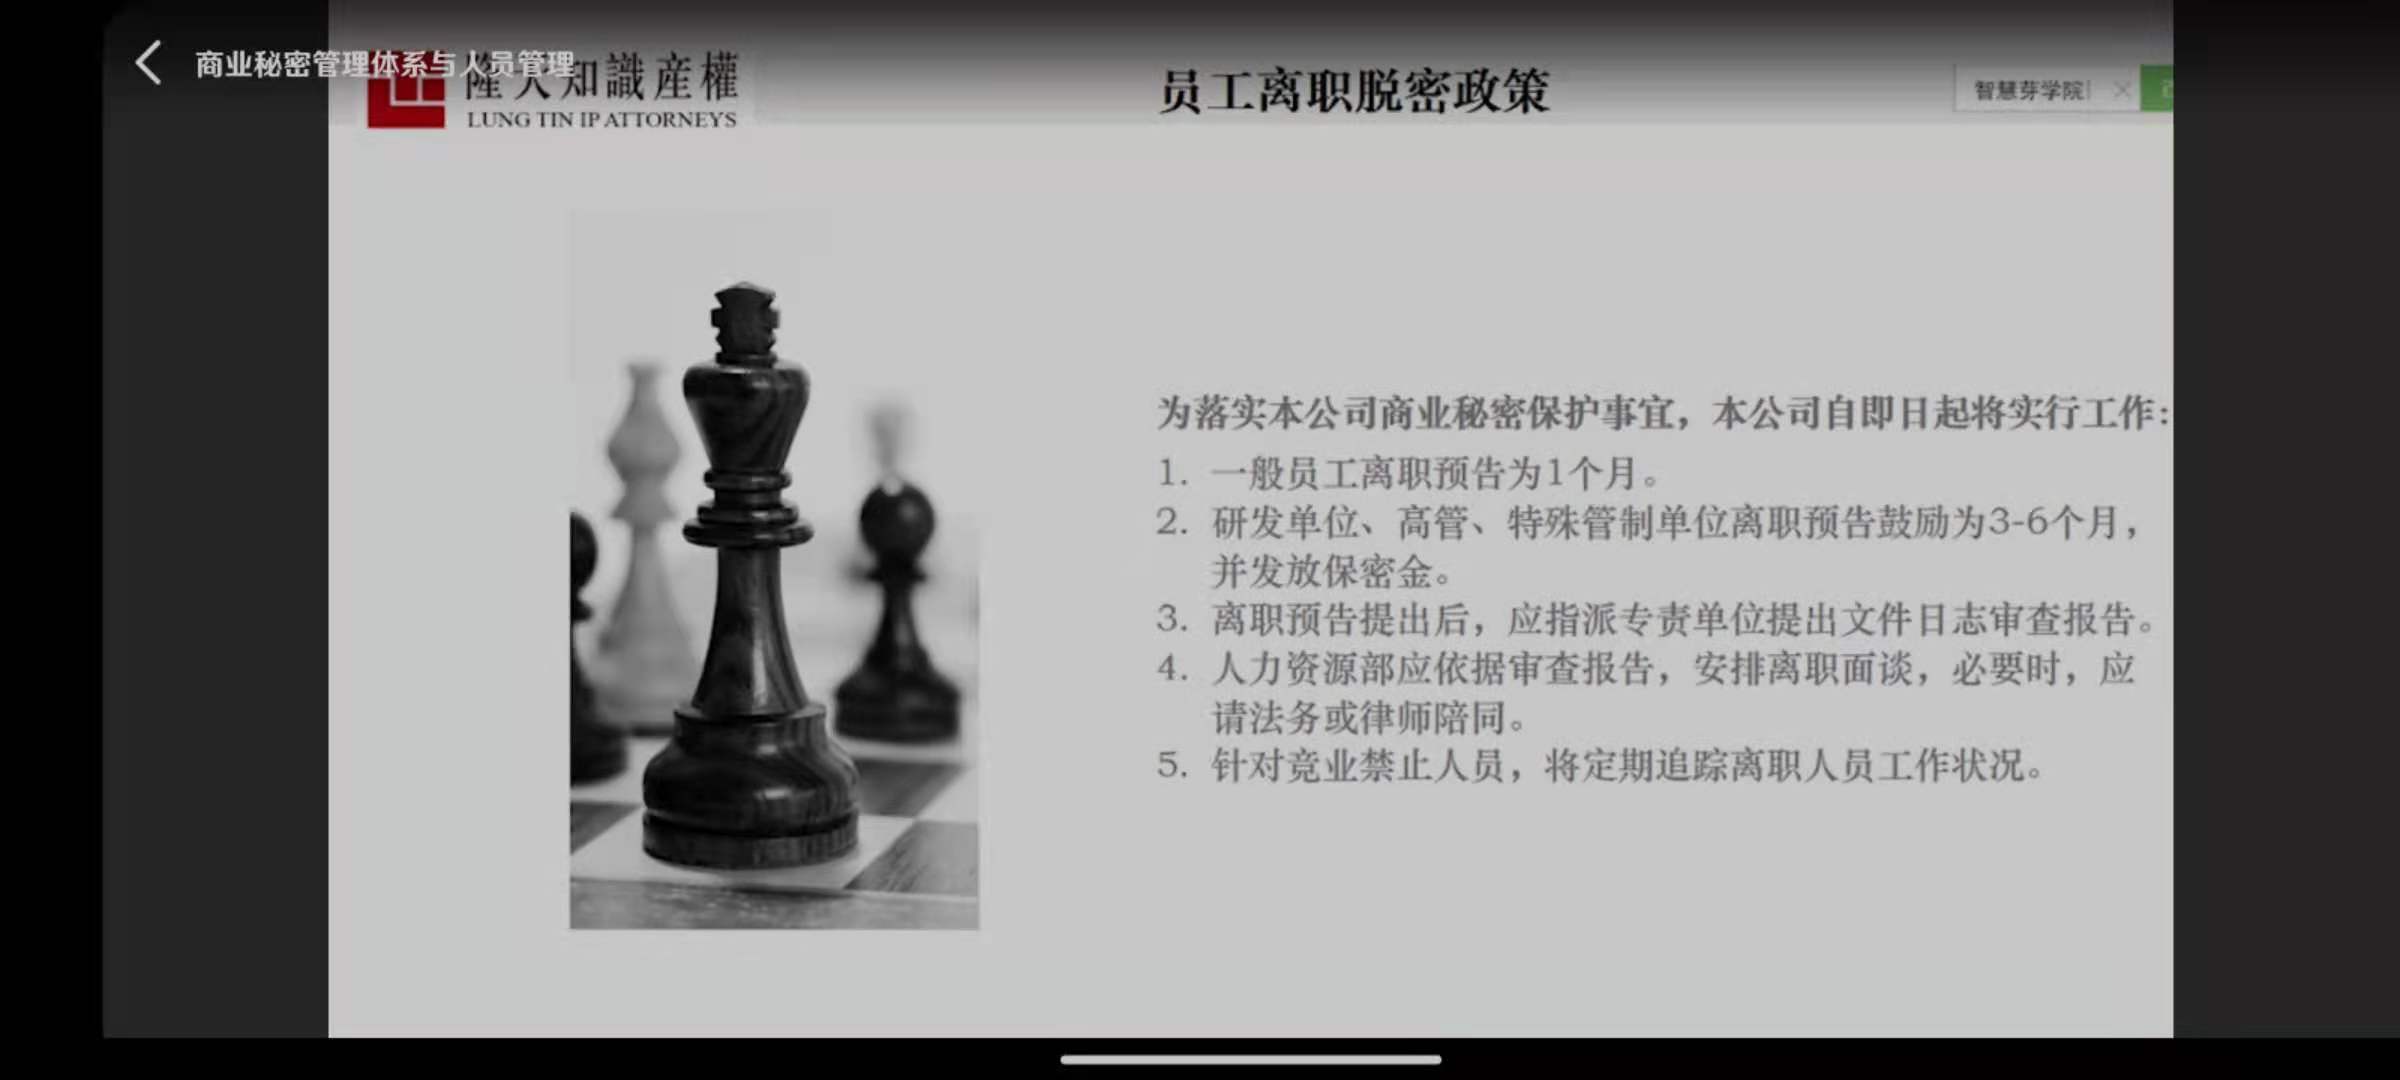 商业秘密管理体系与人员管理
隆天知識産權
LUNG TIN IP ATTORNEYS
员工离职脱密政策
智慧芽学院
为落实本公司商业秘密保护事宜，本公司自即日起将实行工作：
1. 一般员工离职预告为1个月。
2. 研发单位、高管、特殊管制单位离职预告鼓励为3-6个月，
并发放保密金。
3. 离职预告提出后，应指派专责单位提出文件日志审查报告。
4. 人力资源部应依据审查报告，安排离职面谈，必要时，应
请法务或律师陪同。
5. 针对竞业禁止人员，将定期追踪离职人员工作状况。